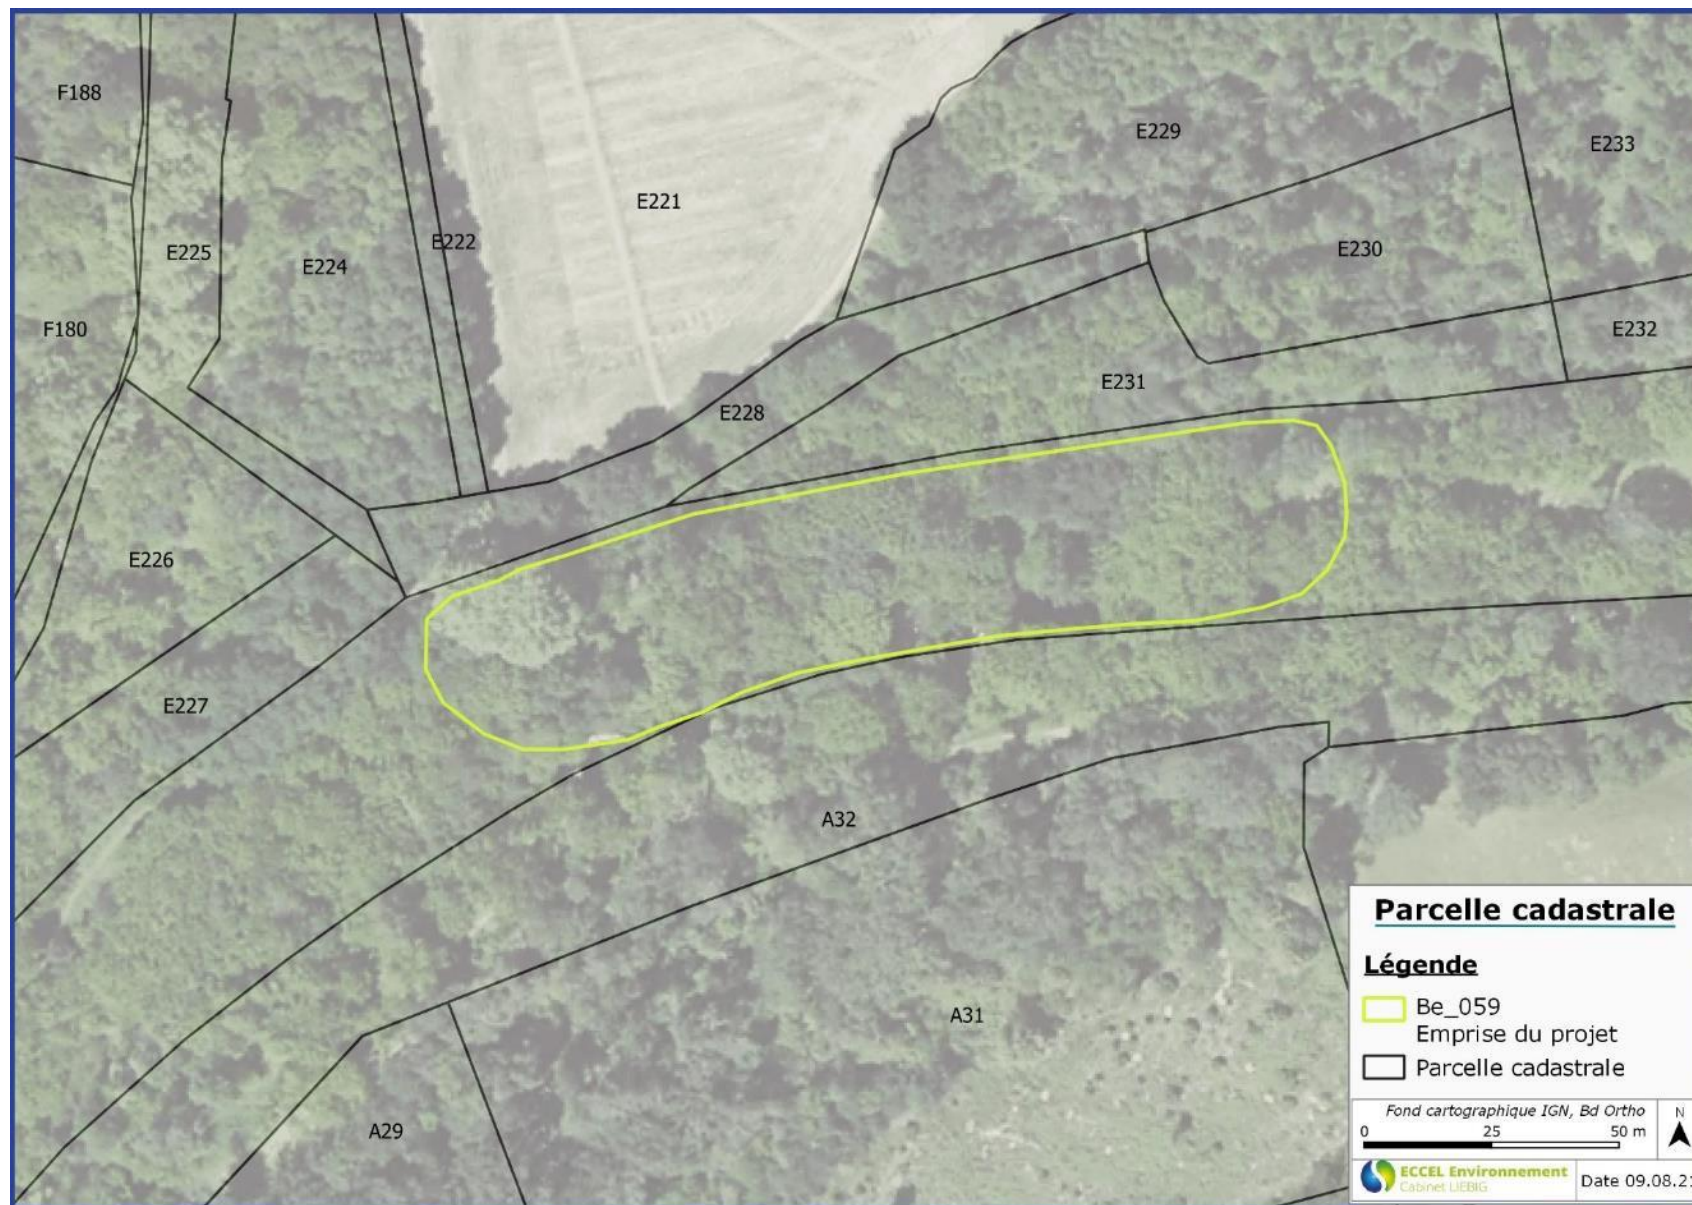 F188
E229
E233
E221
E222
E225
E224
E230
F180
E232
E231
E228
E226
E227
A32
A31
A29
Parcelle cadastrale
Légende
Be_059
Emprise du projet
Parcelle cadastrale
Fond cartographique IGN, Bd Ortho
N
0 25 50 m
ECCEL Environnement
Cabinet LIEBIG
Date 09.08.21